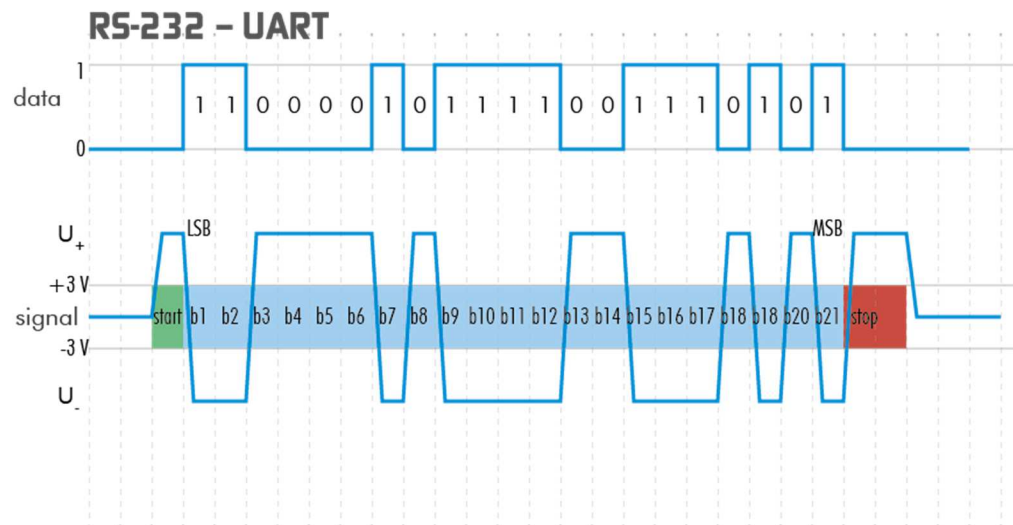 RS-232 – UART
1
data
1 1 0 0 0 0 1 0 1 1 1 1 0 0 1 1 1 0 1 0 1
0
U+
LSB
MSB
+3 V
signal
start b1 b2 b3 b4 b5 b6 b7 b8 b9 b10 b11 b12 b13 b14 b15 b16 b17 b18 b18 b20 b21 stop
-3 V
U-